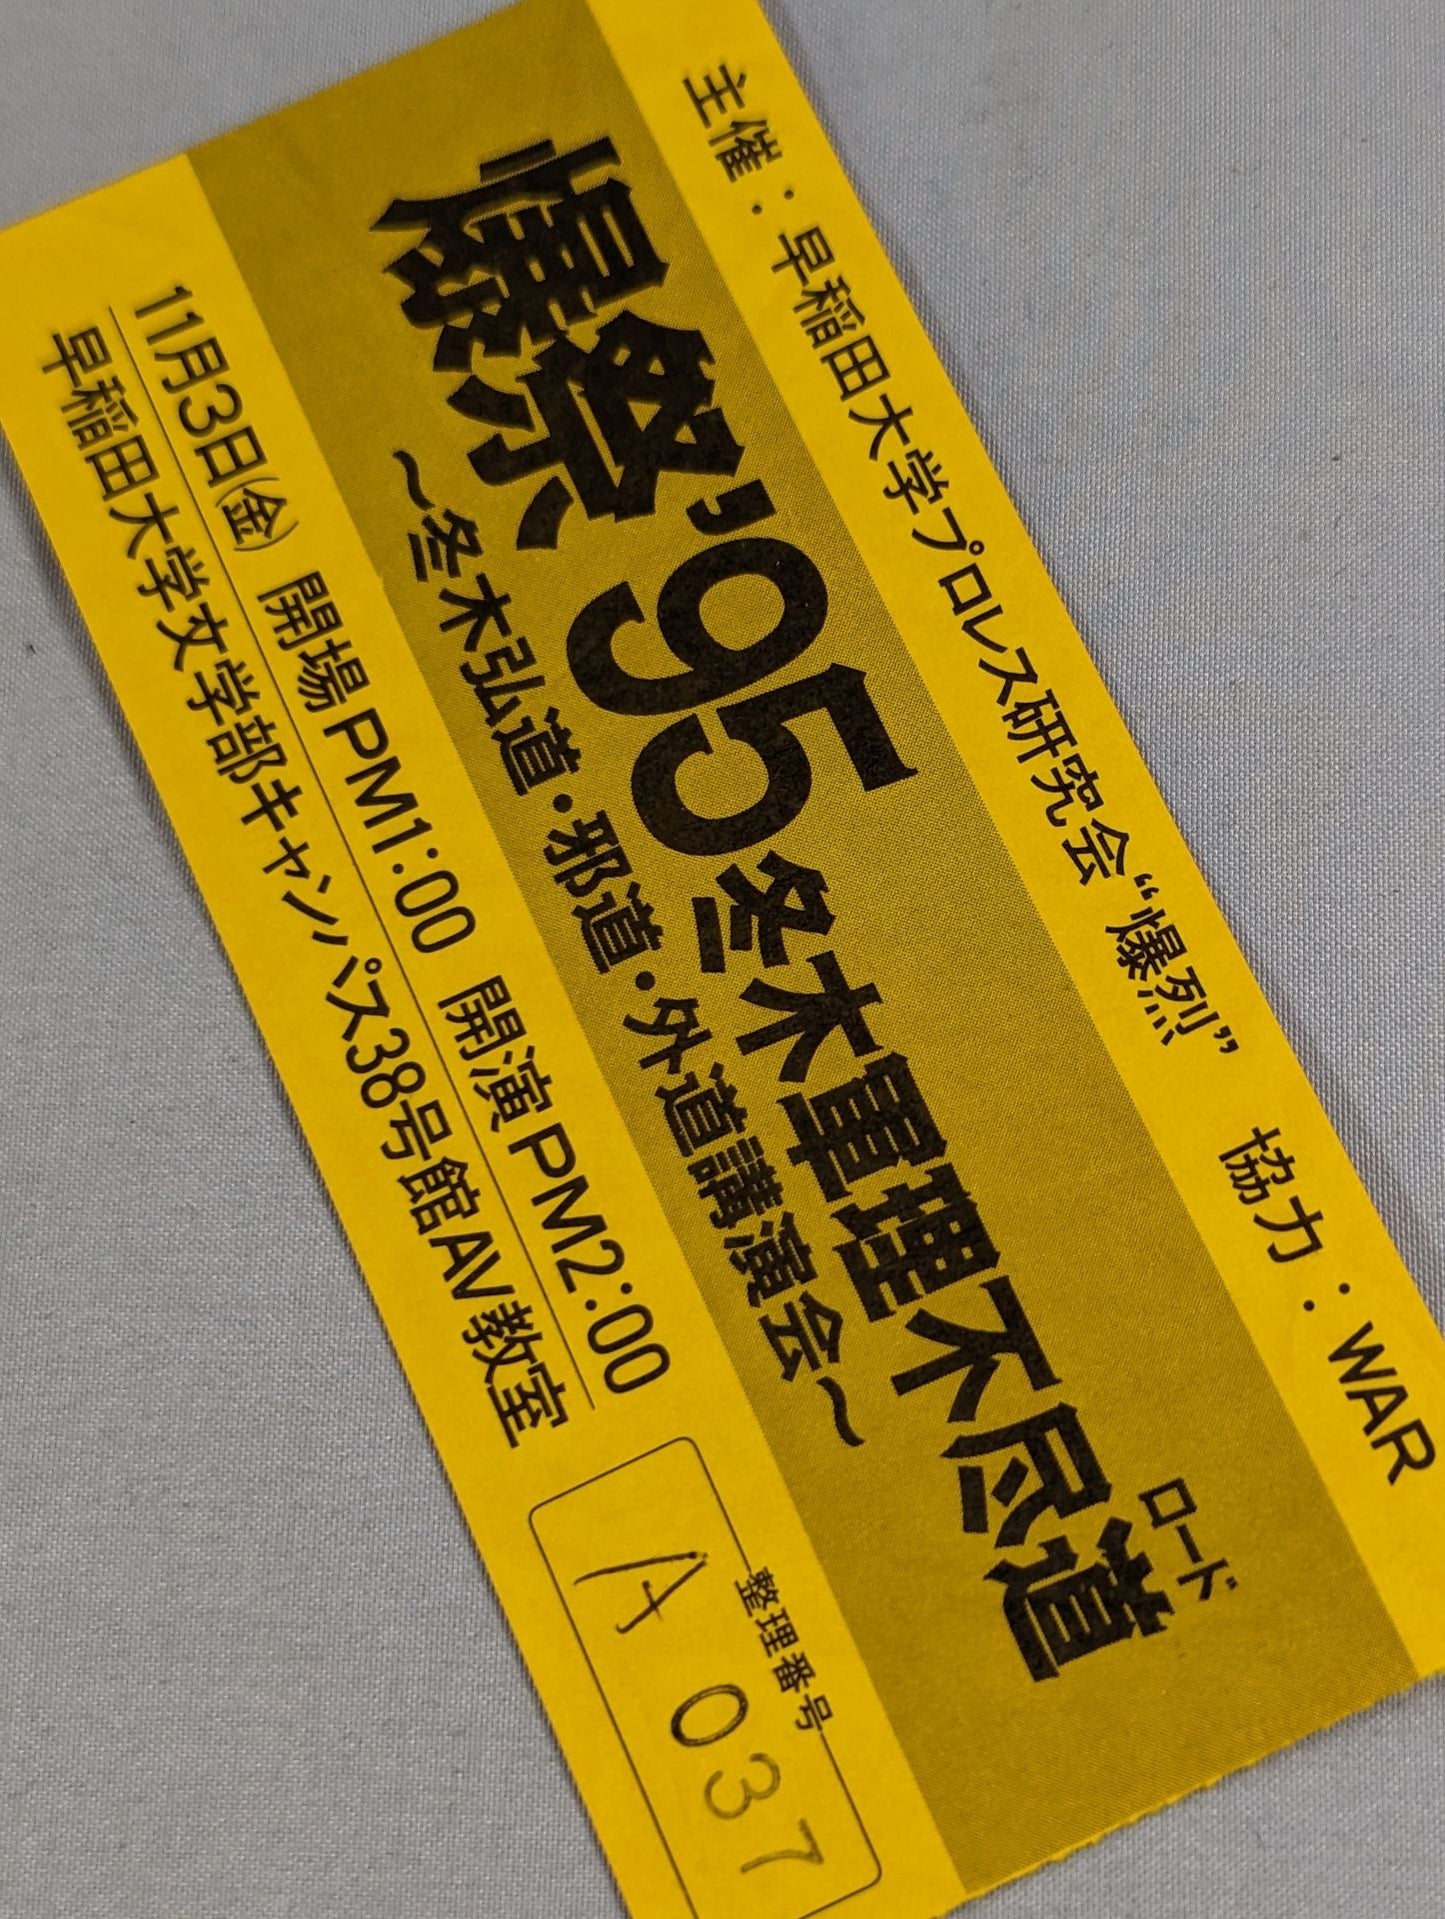 主催：早稲田大学プロレス研究会“爆烈”　協力：WAR
爆祭'95冬木軍理不尽道
ロード
～冬木弘道・邪道・外道講演会～
11月3日(金)　開場PM1:00　開演PM2:00
早稲田大学文学部キャンパス38号館AV教室
整理番号
A 037